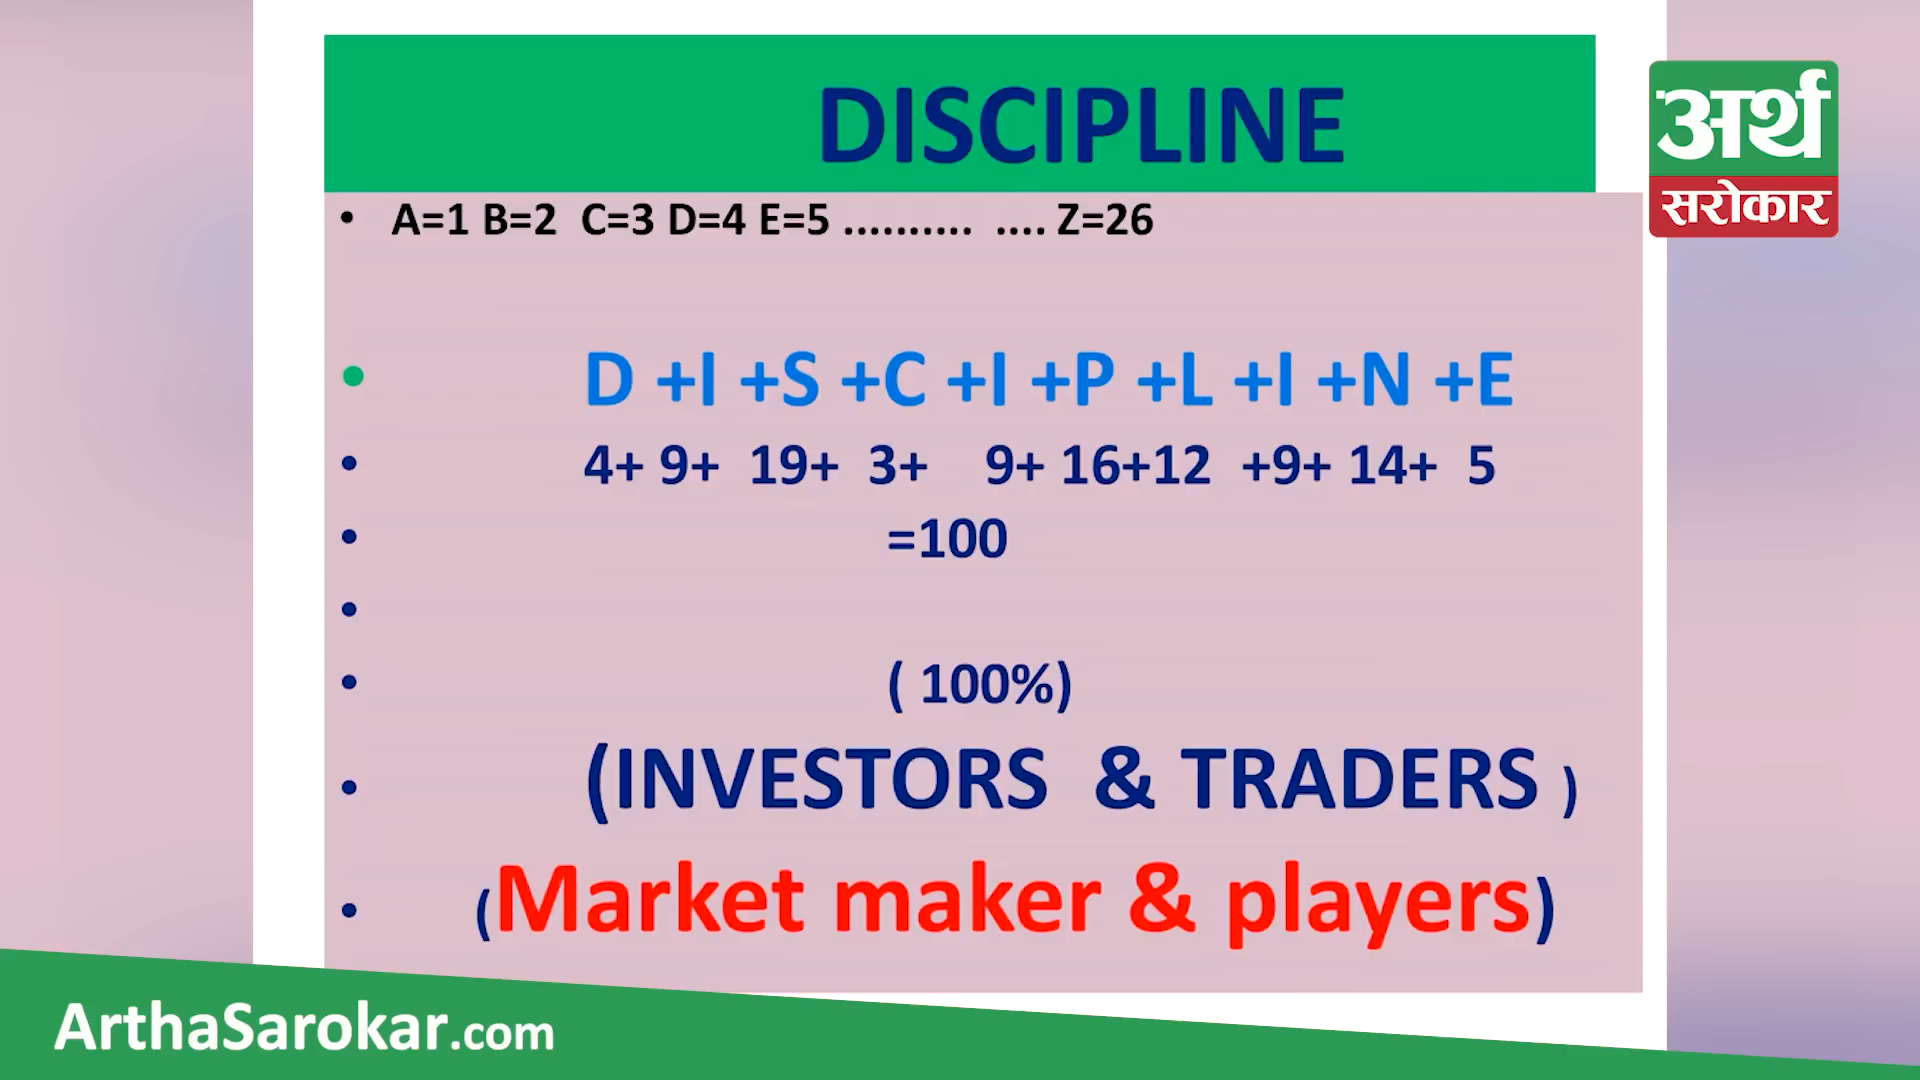 DISCIPLINE
अर्थ
सरोकार
• A=1 B=2 C=3 D=4 E=5 .......... .... Z=26
• D +I +S +C +I +P +L +I +N +E
• 4+ 9+ 19+ 3+ 9+ 16+12 +9+ 14+ 5
• =100
•
• ( 100%)
• (INVESTORS & TRADERS )
• (Market maker & players)
ArthaSarokar.com